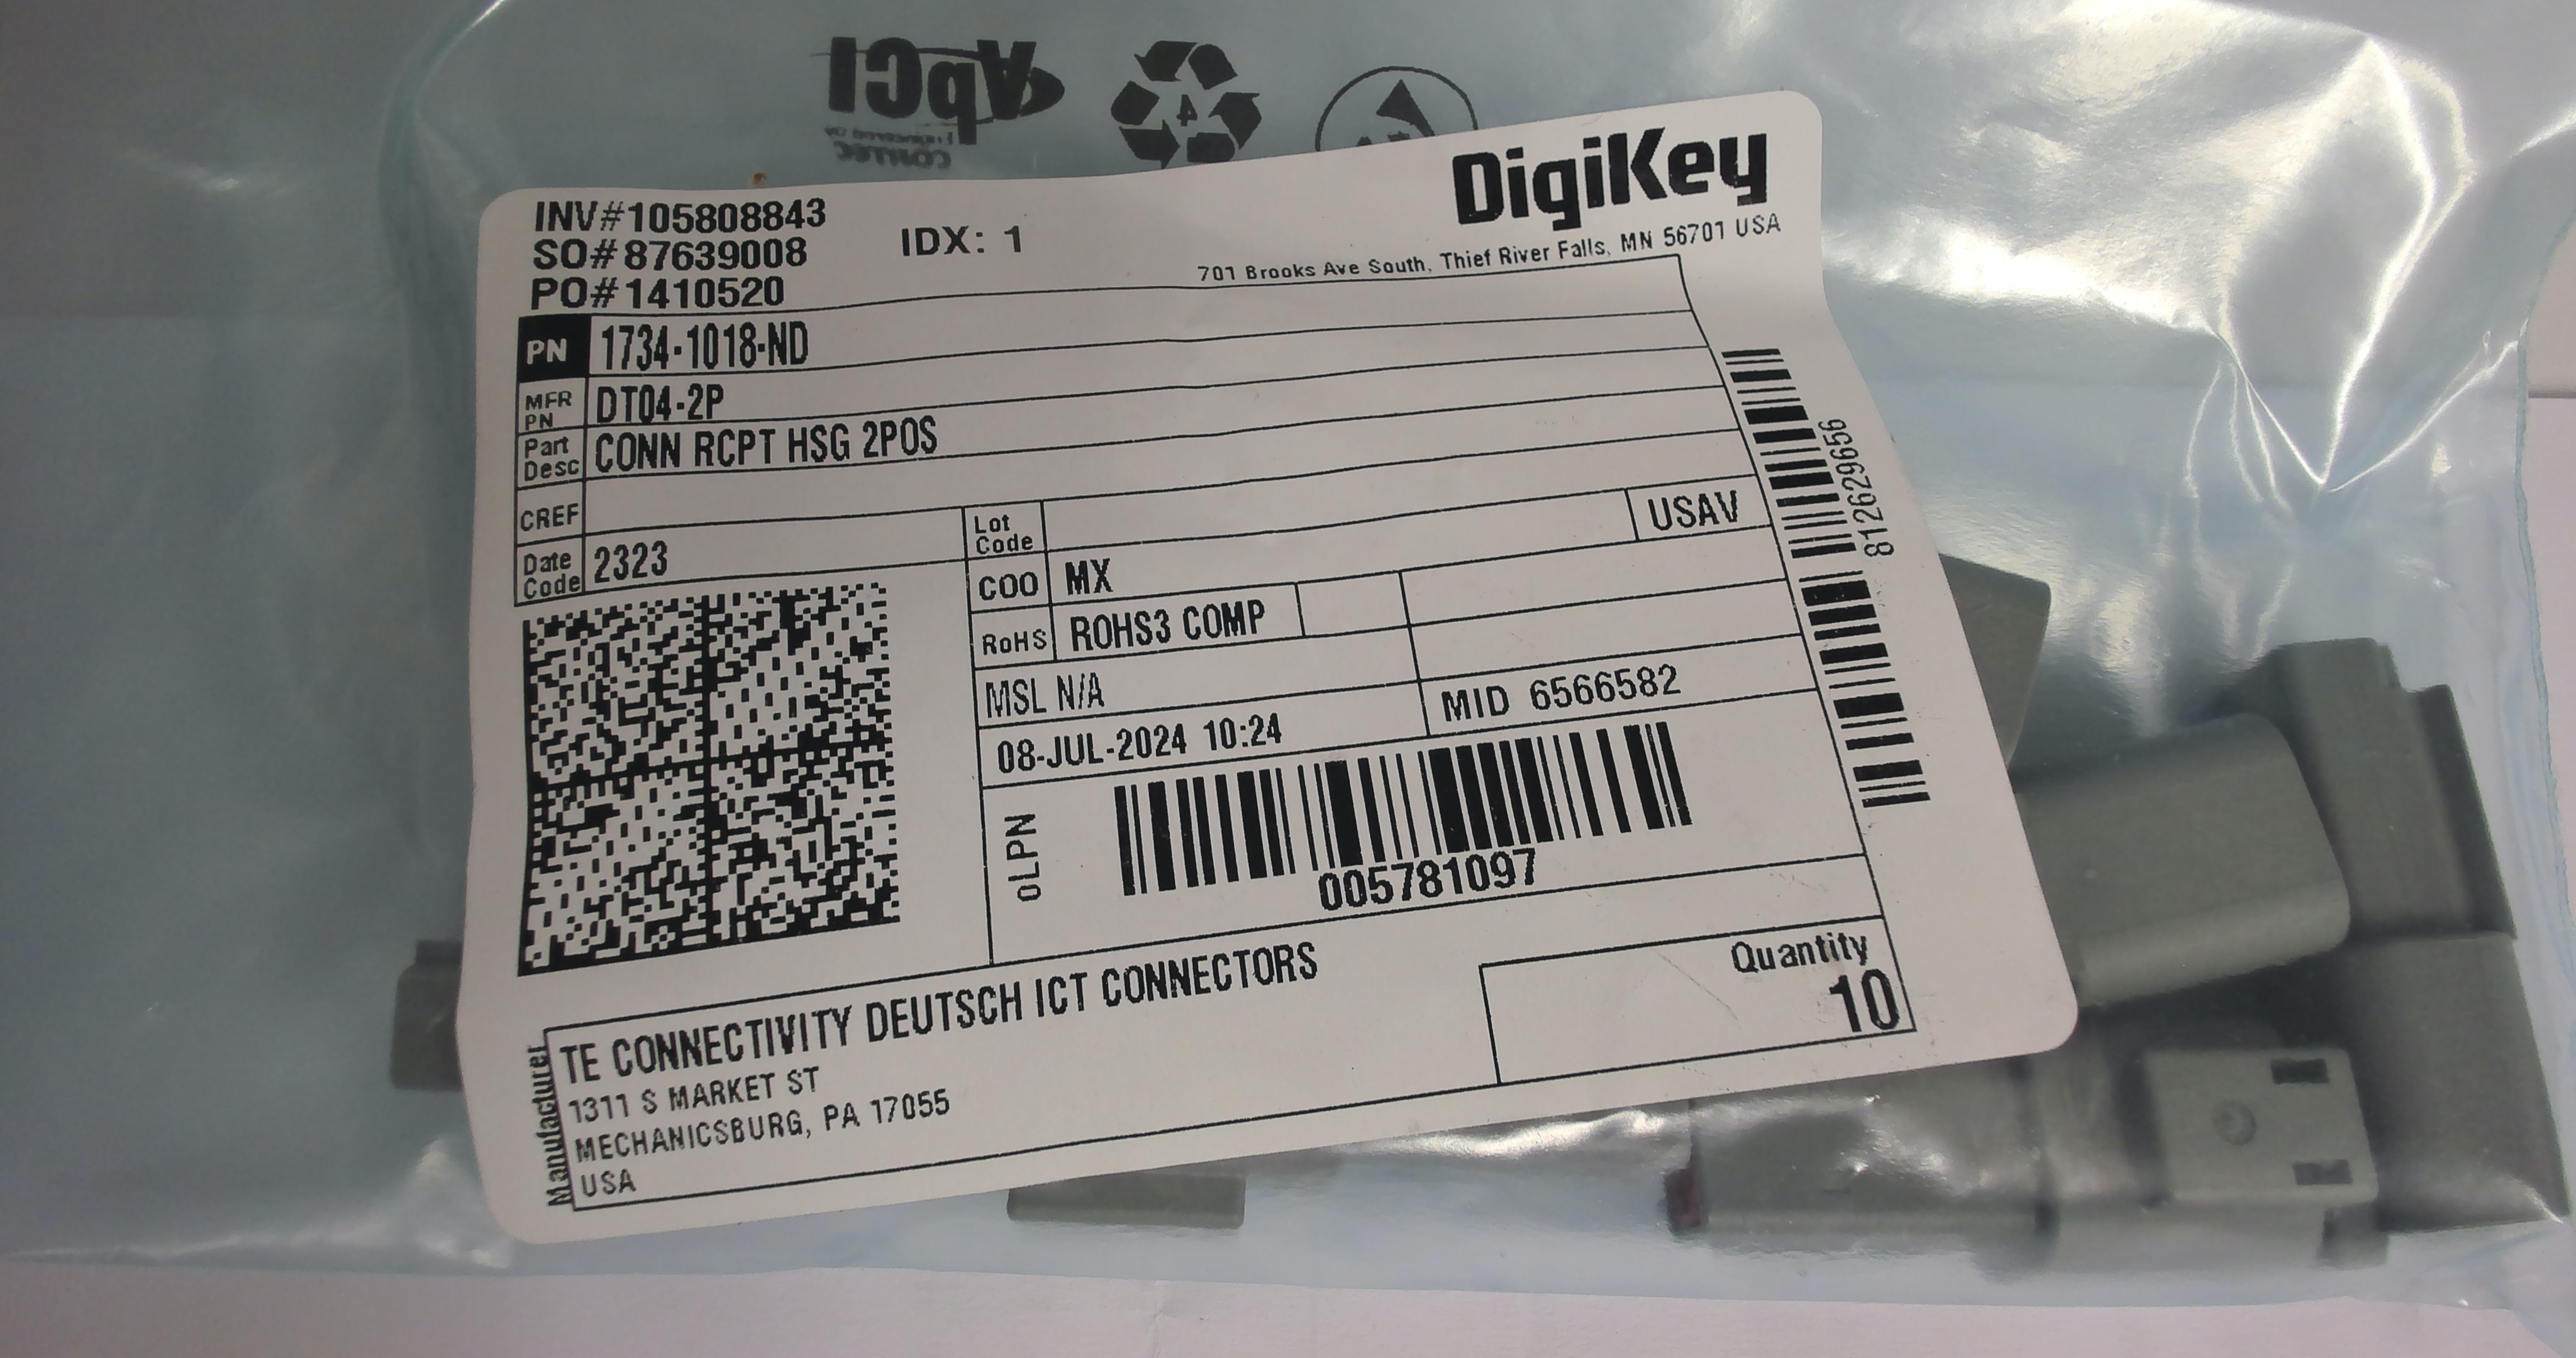 AbCI
4
DigiKey
701 Brooks Ave South, Thief River Falls, MN 56701 USA
INV#105808843
SO#87639008
PO#1410520
IDX: 1
PN 1734-1018-ND
MFR PN DT04-2P
Part Desc CONN RCPT HSG 2POS
CREF
Date Code 2323
Lot Code
USAV
COO MX
RoHS ROHS3 COMP
MSL N/A
08-JUL-2024 10:24
MID 6566582
oLPN
005781097
812629656
Manufacturer
TE CONNECTIVITY DEUTSCH ICT CONNECTORS
1311 S MARKET ST
MECHANICSBURG, PA 17055
USA
Quantity
10